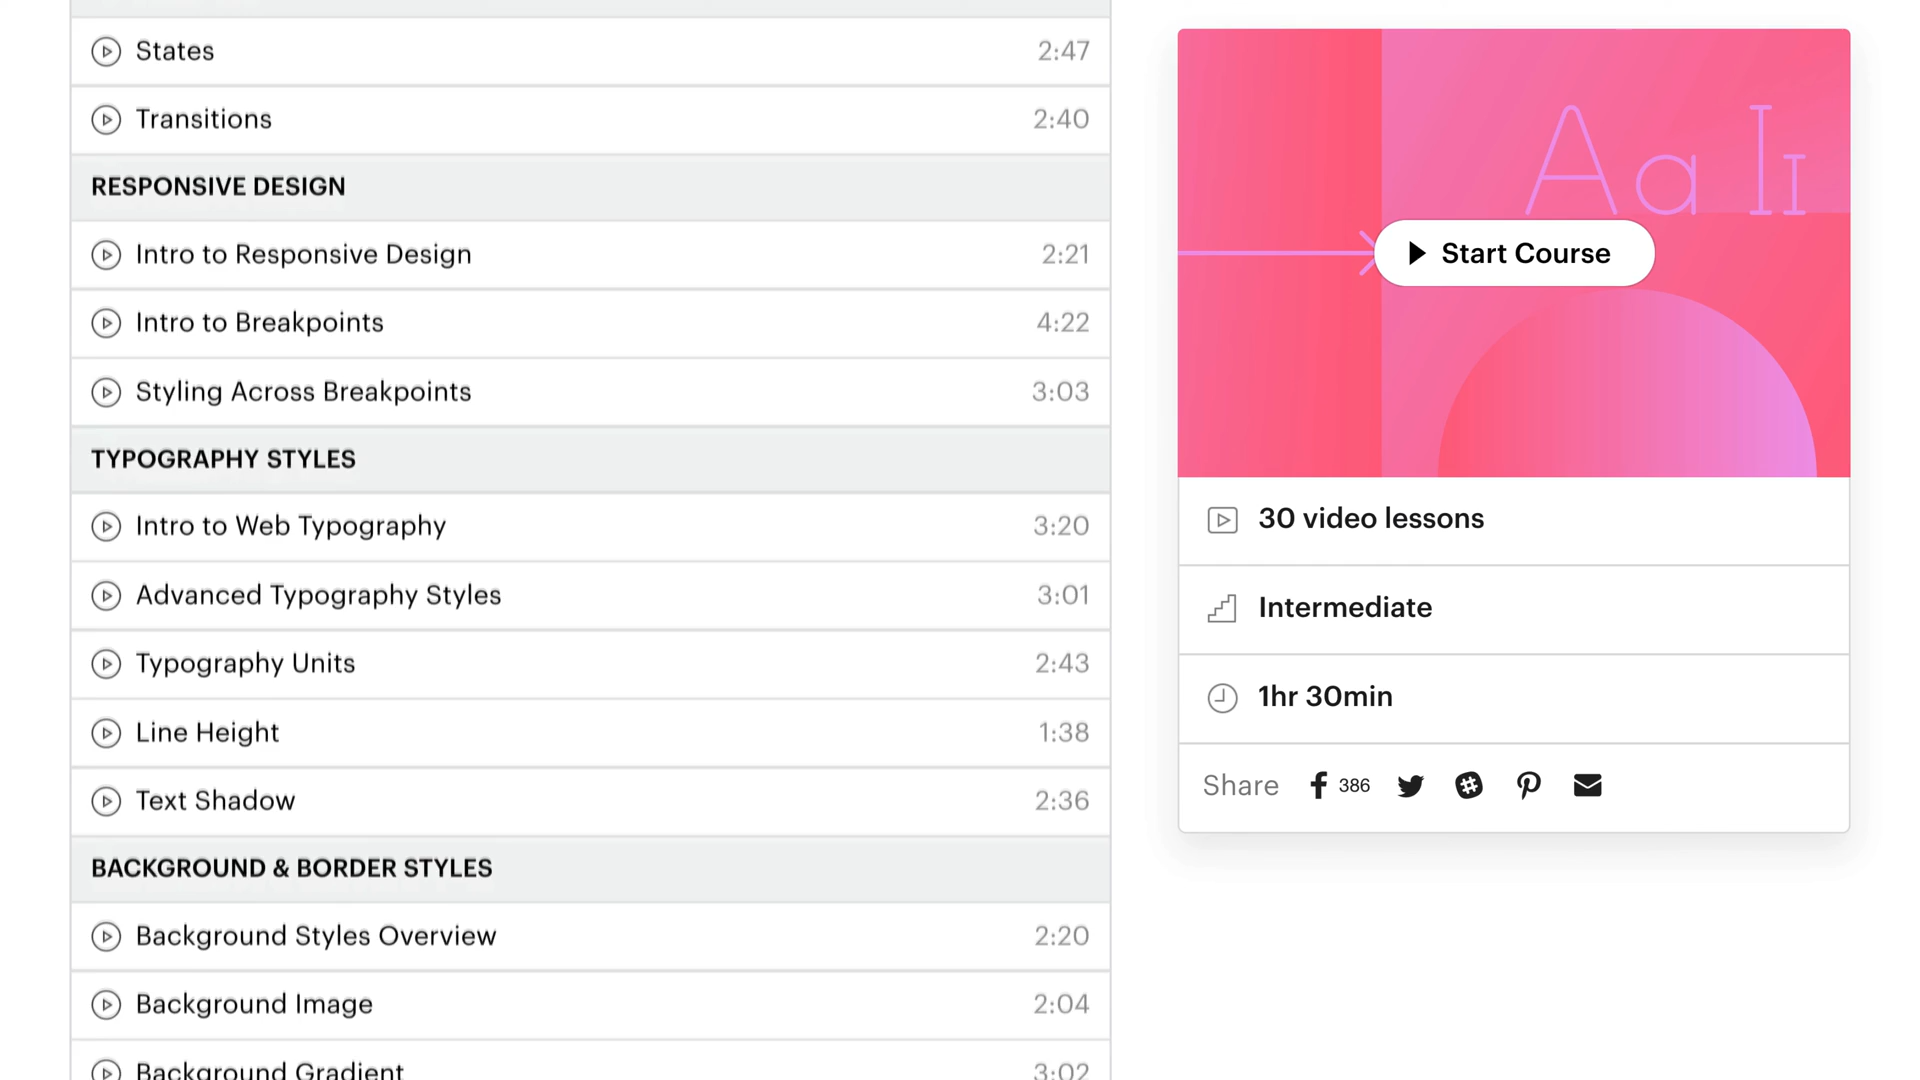 States 2:47
Transitions 2:40
RESPONSIVE DESIGN
Intro to Responsive Design 2:21
Intro to Breakpoints 4:22
Styling Across Breakpoints 3:03
TYPOGRAPHY STYLES
Intro to Web Typography 3:20
Advanced Typography Styles 3:01
Typography Units 2:43
Line Height 1:38
Text Shadow 2:36
BACKGROUND & BORDER STYLES
Background Styles Overview 2:20
Background Image 2:04
Background Gradient 3:02
Aa Iı
Start Course
30 video lessons
Intermediate
1hr 30min
Share 386